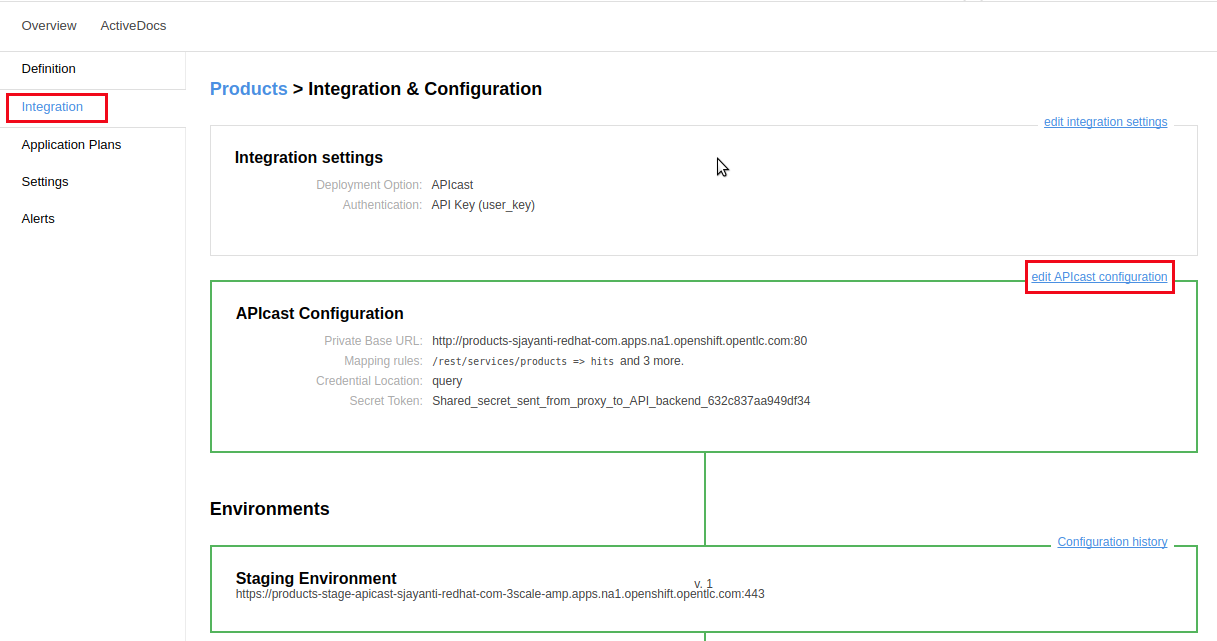 Overview ActiveDocs
Definition
Integration
Application Plans
Settings
Alerts
Products > Integration & Configuration
edit integration settings
Integration settings
Deployment Option: APIcast
Authentication: API Key (user_key)
edit APIcast configuration
APIcast Configuration
Private Base URL: http://products-sjayanti-redhat-com.apps.na1.openshift.opentlc.com:80
Mapping rules: /rest/services/products => hits and 3 more.
Credential Location: query
Secret Token: Shared_secret_sent_from_proxy_to_API_backend_632c837aa949df34
Environments
Configuration history
Staging Environment
v. 1
https://products-stage-apicast-sjayanti-redhat-com-3scale-amp.apps.na1.openshift.opentlc.com:443